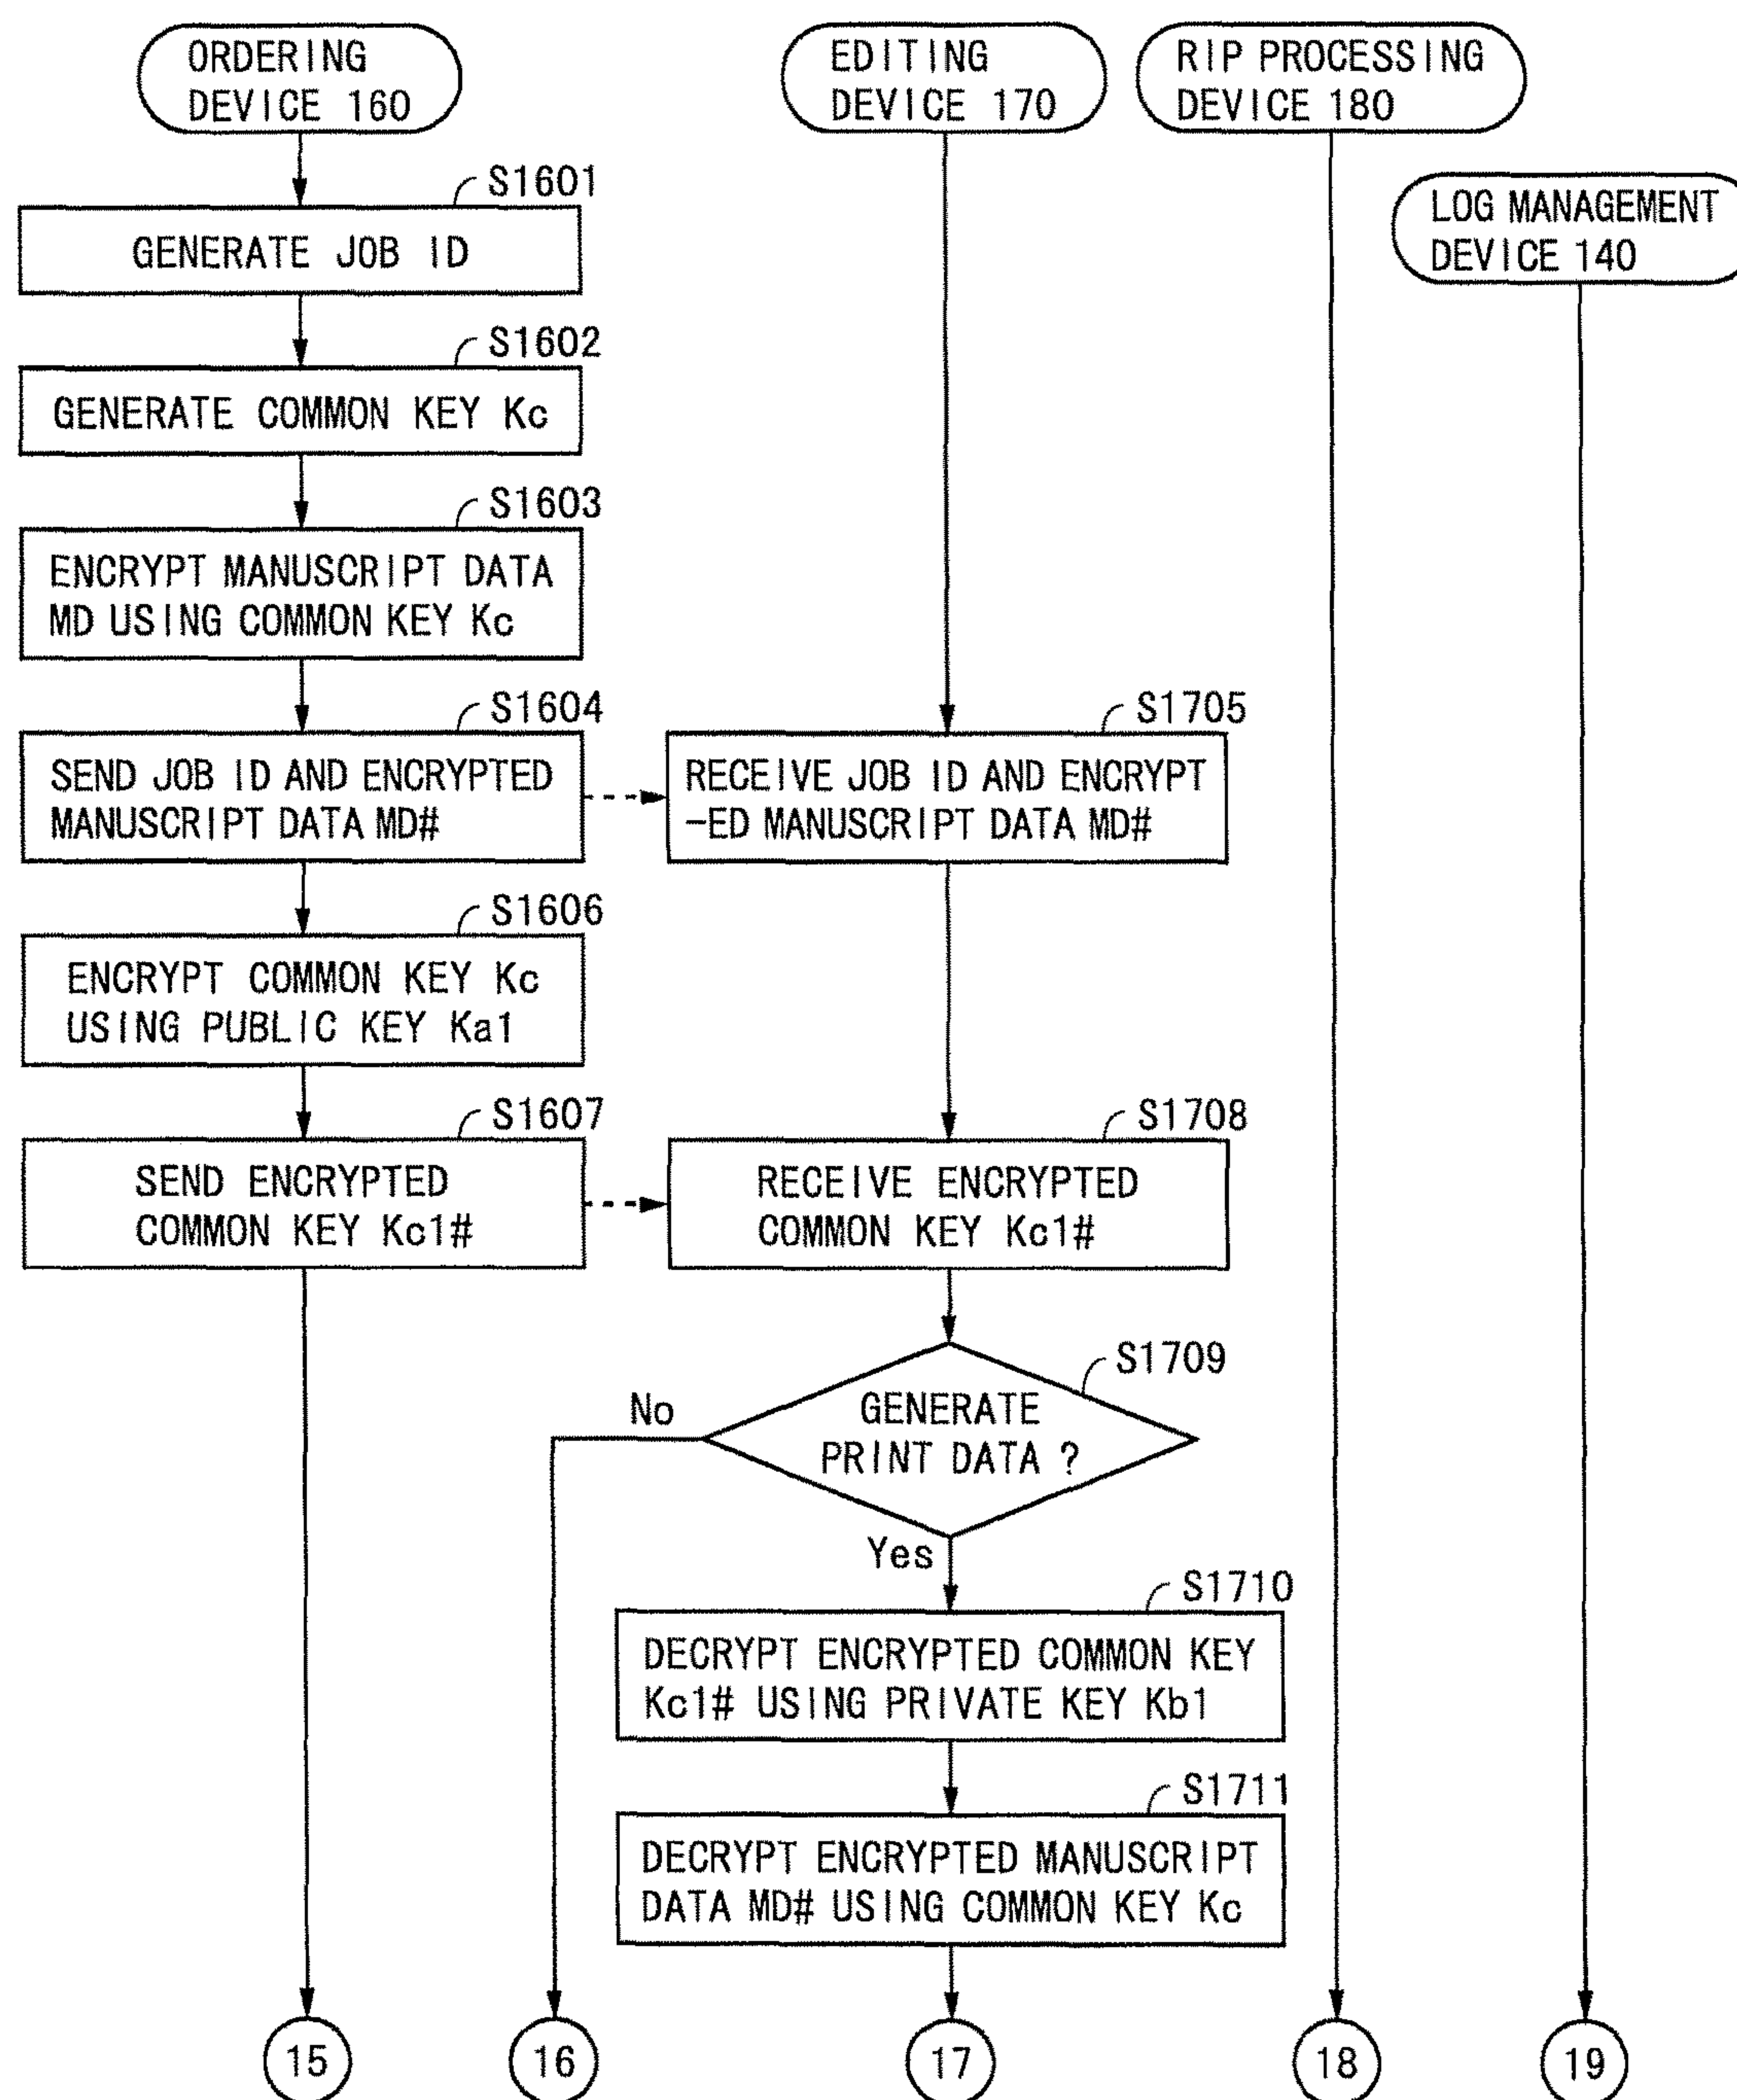 ORDERING
DEVICE 160
EDITING
DEVICE 170
RIP PROCESSING
DEVICE 180
LOG MANAGEMENT
DEVICE 140
S1601
GENERATE JOB ID
S1602
GENERATE COMMON KEY Kc
S1603
ENCRYPT MANUSCRIPT DATA
MD USING COMMON KEY Kc
S1604
SEND JOB ID AND ENCRYPTED
MANUSCRIPT DATA MD#
S1705
RECEIVE JOB ID AND ENCRYPT
-ED MANUSCRIPT DATA MD#
S1606
ENCRYPT COMMON KEY Kc
USING PUBLIC KEY Ka1
S1607
SEND ENCRYPTED
COMMON KEY Kc1#
S1708
RECEIVE ENCRYPTED
COMMON KEY Kc1#
S1709
GENERATE
PRINT DATA ?
No
Yes
S1710
DECRYPT ENCRYPTED COMMON KEY
Kc1# USING PRIVATE KEY Kb1
S1711
DECRYPT ENCRYPTED MANUSCRIPT
DATA MD# USING COMMON KEY Kc
15
16
17
18
19